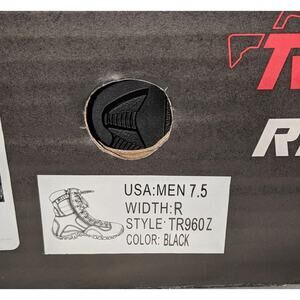 USA:MEN 7.5
WIDTH:R
STYLE: TR960Z
COLOR: BLACK